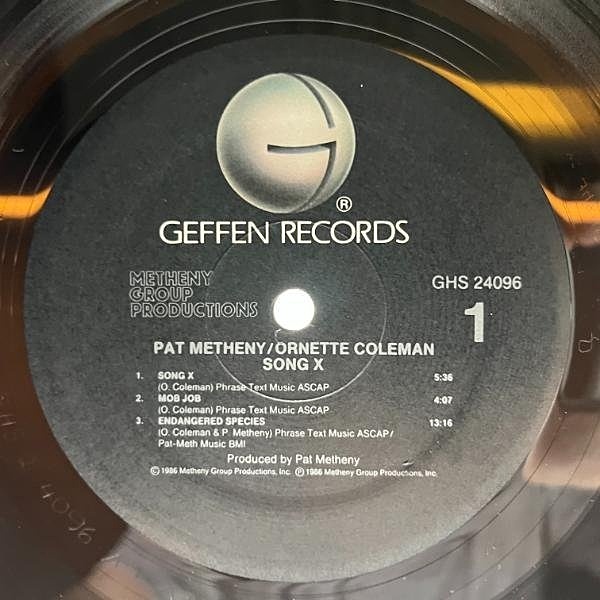 G
®
GEFFEN RECORDS
METHENY
GROUP
PRODUCTIONS
GHS 24096
1
PAT METHENY/ORNETTE COLEMAN
SONG X
1. SONG X 5:36
(O. Coleman) Phrase Text Music ASCAP
2. MOB JOB 4:07
(O. Coleman) Phrase Text Music ASCAP
3. ENDANGERED SPECIES 13:16
(O. Coleman & P. Metheny) Phrase Text Music ASCAP/
Pat-Meth Music BMI
Produced by Pat Metheny
©1986 Metheny Group Productions, Inc. ℗1986 Metheny Group Productions, Inc.